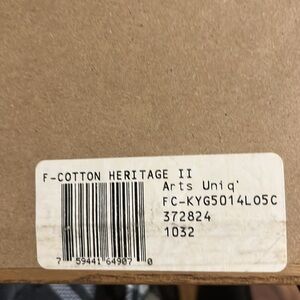 F-COTTON HERITAGE II
Arts Uniq'
FC-KYG5014L05C
372824
1032
7 59441 64907 0